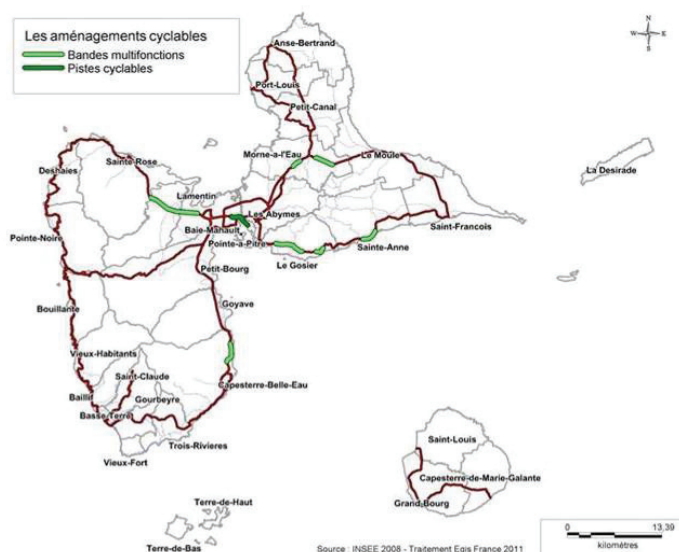 Les aménagements cyclables
Bandes multifonctions
Pistes cyclables
N
W E
S
Anse-Bertrand
Port-Louis
Petit-Canal
Morne-a-l'Eau
Le Moule
Sainte Rose
Deshaies
Lamentin
La Desirade
Les Abymes
Baie-Mahault
Saint-Francois
Pointe-Noire
Pointe-a-Pitre
Sainte-Anne
Le Gosier
Petit-Bourg
Goyave
Bouillante
Vieux-Habitants
Saint-Claude
Capesterre-Belle-Eau
Baillif
Gourbeyre
Basse-Terre
Trois-Rivieres
Vieux-Fort
Saint-Louis
Capesterre-de-Marie-Galante
Grand-Bourg
Terre-de-Haut
Terre-de-Bas
0 13,39
kilomètres
Source : INSEE 2008 - Traitement Egis France 2011